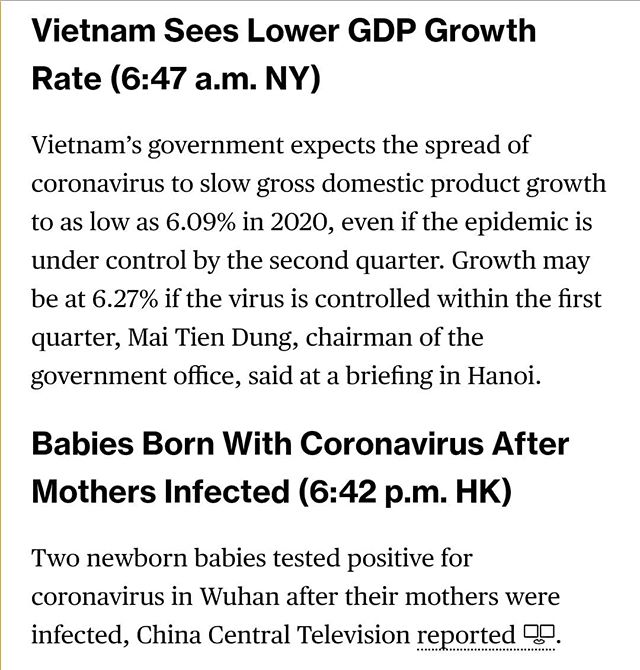 Vietnam Sees Lower GDP Growth
Rate (6:47 a.m. NY)
Vietnam’s government expects the spread of
coronavirus to slow gross domestic product growth
to as low as 6.09% in 2020, even if the epidemic is
under control by the second quarter. Growth may
be at 6.27% if the virus is controlled within the first
quarter, Mai Tien Dung, chairman of the
government office, said at a briefing in Hanoi.
Babies Born With Coronavirus After
Mothers Infected (6:42 p.m. HK)
Two newborn babies tested positive for
coronavirus in Wuhan after their mothers were
infected, China Central Television reported.